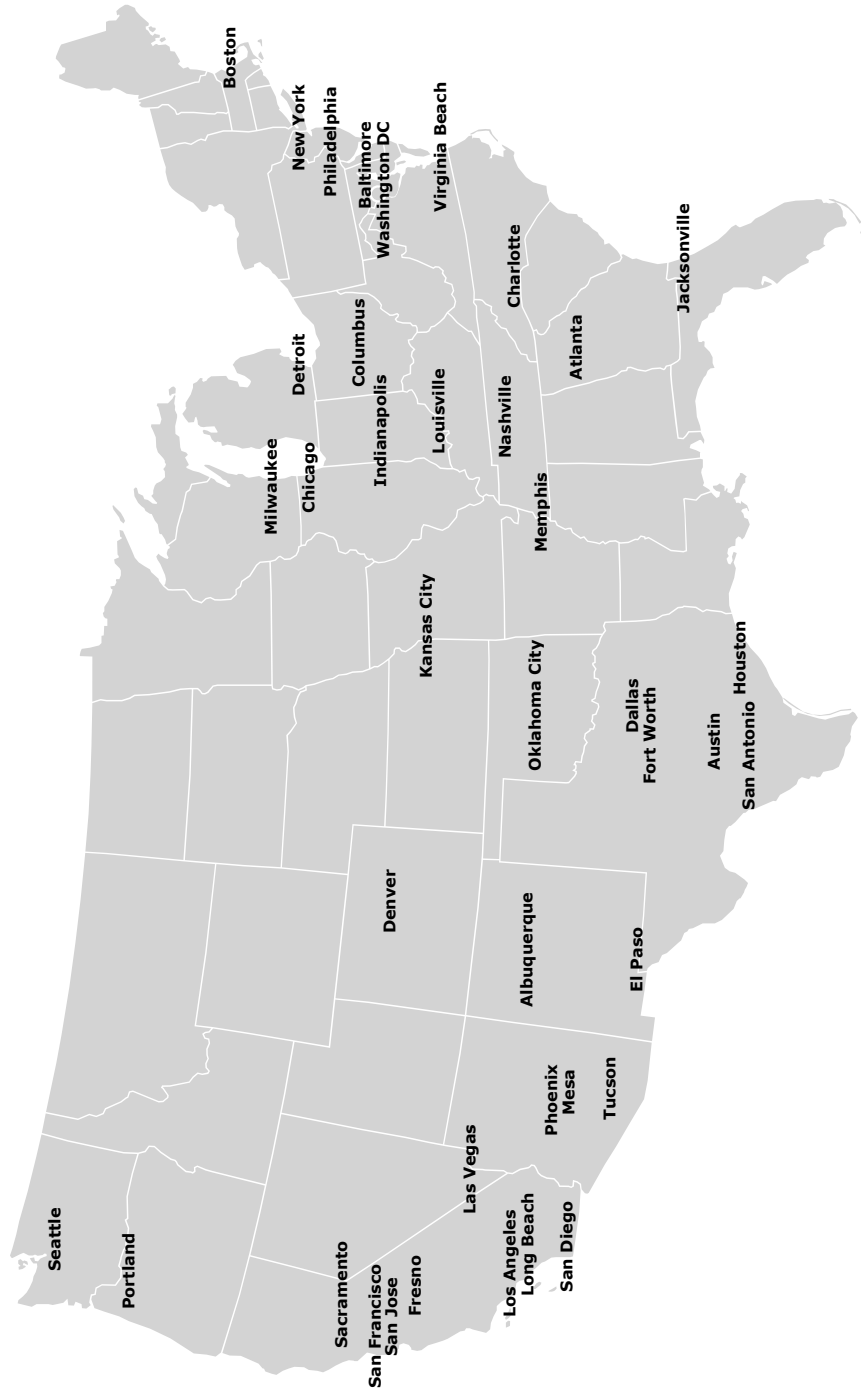 Seattle
Portland
Sacramento
San Francisco
San Jose
Fresno
Las Vegas
Los Angeles
Long Beach
San Diego
Phoenix
Mesa
Tucson
Denver
Albuquerque
El Paso
Kansas City
Oklahoma City
Dallas
Fort Worth
Austin
Houston
San Antonio
Milwaukee
Chicago
Detroit
Columbus
Indianapolis
Louisville
Nashville
Memphis
Atlanta
Charlotte
Jacksonville
Boston
New York
Philadelphia
Baltimore
Washington DC
Virginia Beach